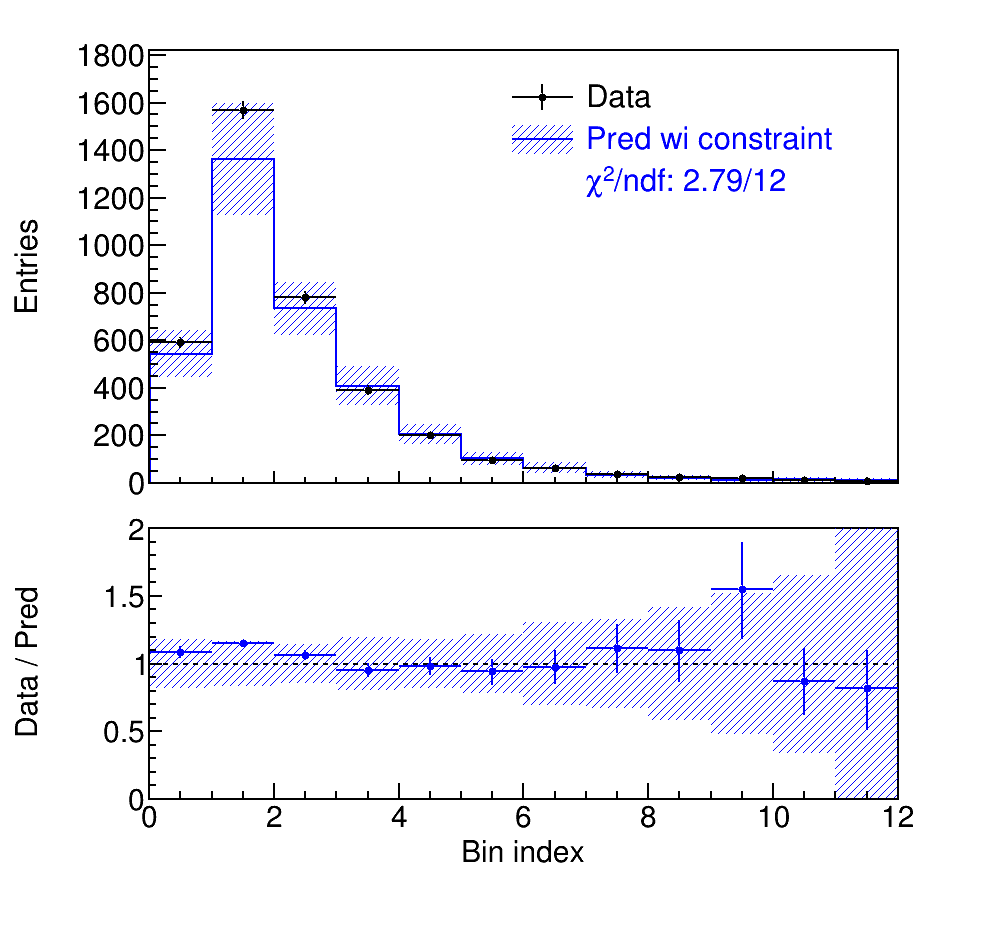 1800
1600
1400
1200
1000
800
600
400
200
0
Entries
Data
Pred wi constraint
χ²/ndf: 2.79/12
2
1.5
1
0.5
0
Data / Pred
0 2 4 6 8 10 12
Bin index